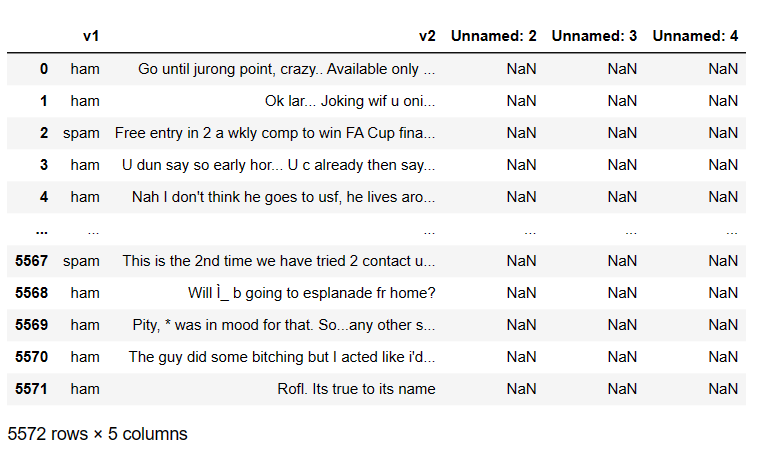 v1 v2 Unnamed: 2 Unnamed: 3 Unnamed: 4
0 ham Go until jurong point, crazy.. Available only ... NaN NaN NaN
1 ham Ok lar... Joking wif u oni... NaN NaN NaN
2 spam Free entry in 2 a wkly comp to win FA Cup fina... NaN NaN NaN
3 ham U dun say so early hor... U c already then say... NaN NaN NaN
4 ham Nah I don't think he goes to usf, he lives aro... NaN NaN NaN
... ... ... ... ... ...
5567 spam This is the 2nd time we have tried 2 contact u... NaN NaN NaN
5568 ham Will Ì_ b going to esplanade fr home? NaN NaN NaN
5569 ham Pity, * was in mood for that. So...any other s... NaN NaN NaN
5570 ham The guy did some bitching but I acted like i'd... NaN NaN NaN
5571 ham Rofl. Its true to its name NaN NaN NaN
5572 rows × 5 columns